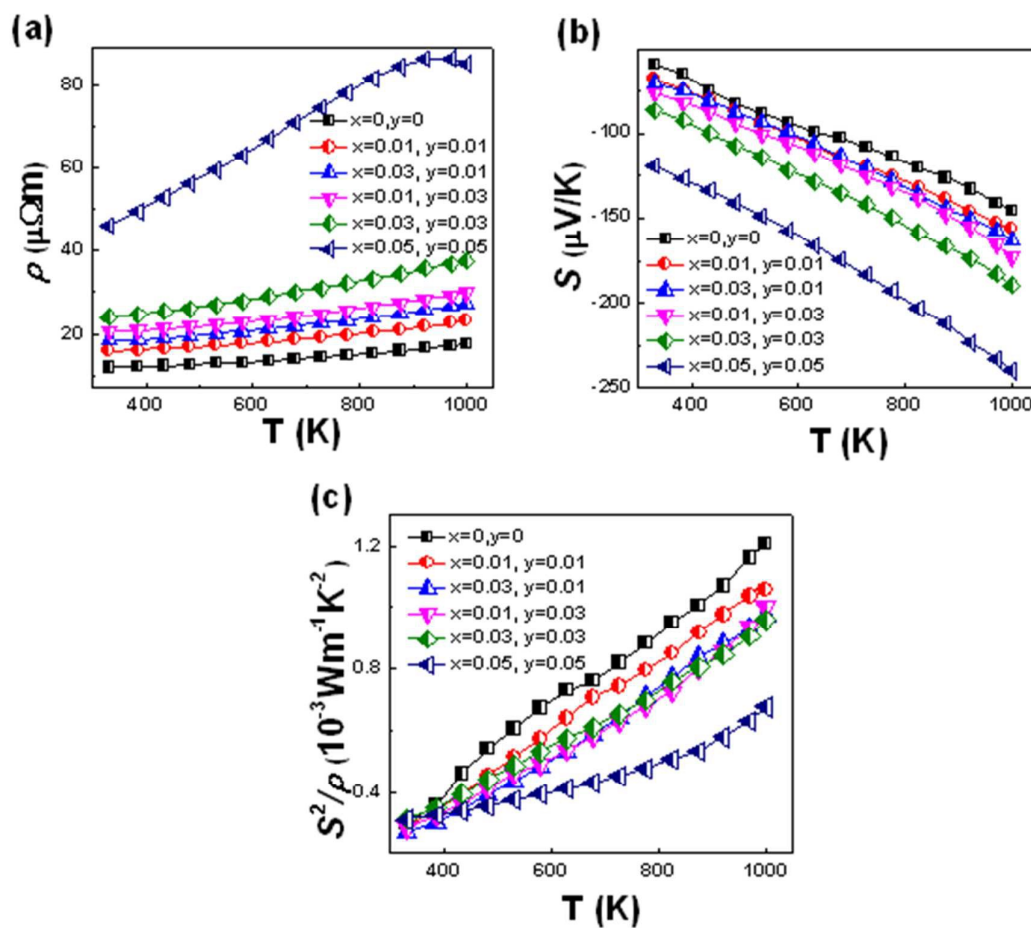 (a)
80
60
40
20
ρ (μΩm)
x=0,y=0
x=0.01, y=0.01
x=0.03, y=0.01
x=0.01, y=0.03
x=0.03, y=0.03
x=0.05, y=0.05
400 600 800 1000
T (K)
(b)
-100
-150
-200
-250
S (μV/K)
x=0,y=0
x=0.01, y=0.01
x=0.03, y=0.01
x=0.01, y=0.03
x=0.03, y=0.03
x=0.05, y=0.05
400 600 800 1000
T (K)
(c)
1.2
0.8
0.4
S²/ρ (10⁻³Wm⁻¹K⁻²)
x=0,y=0
x=0.01, y=0.01
x=0.03, y=0.01
x=0.01, y=0.03
x=0.03, y=0.03
x=0.05, y=0.05
400 600 800 1000
T (K)